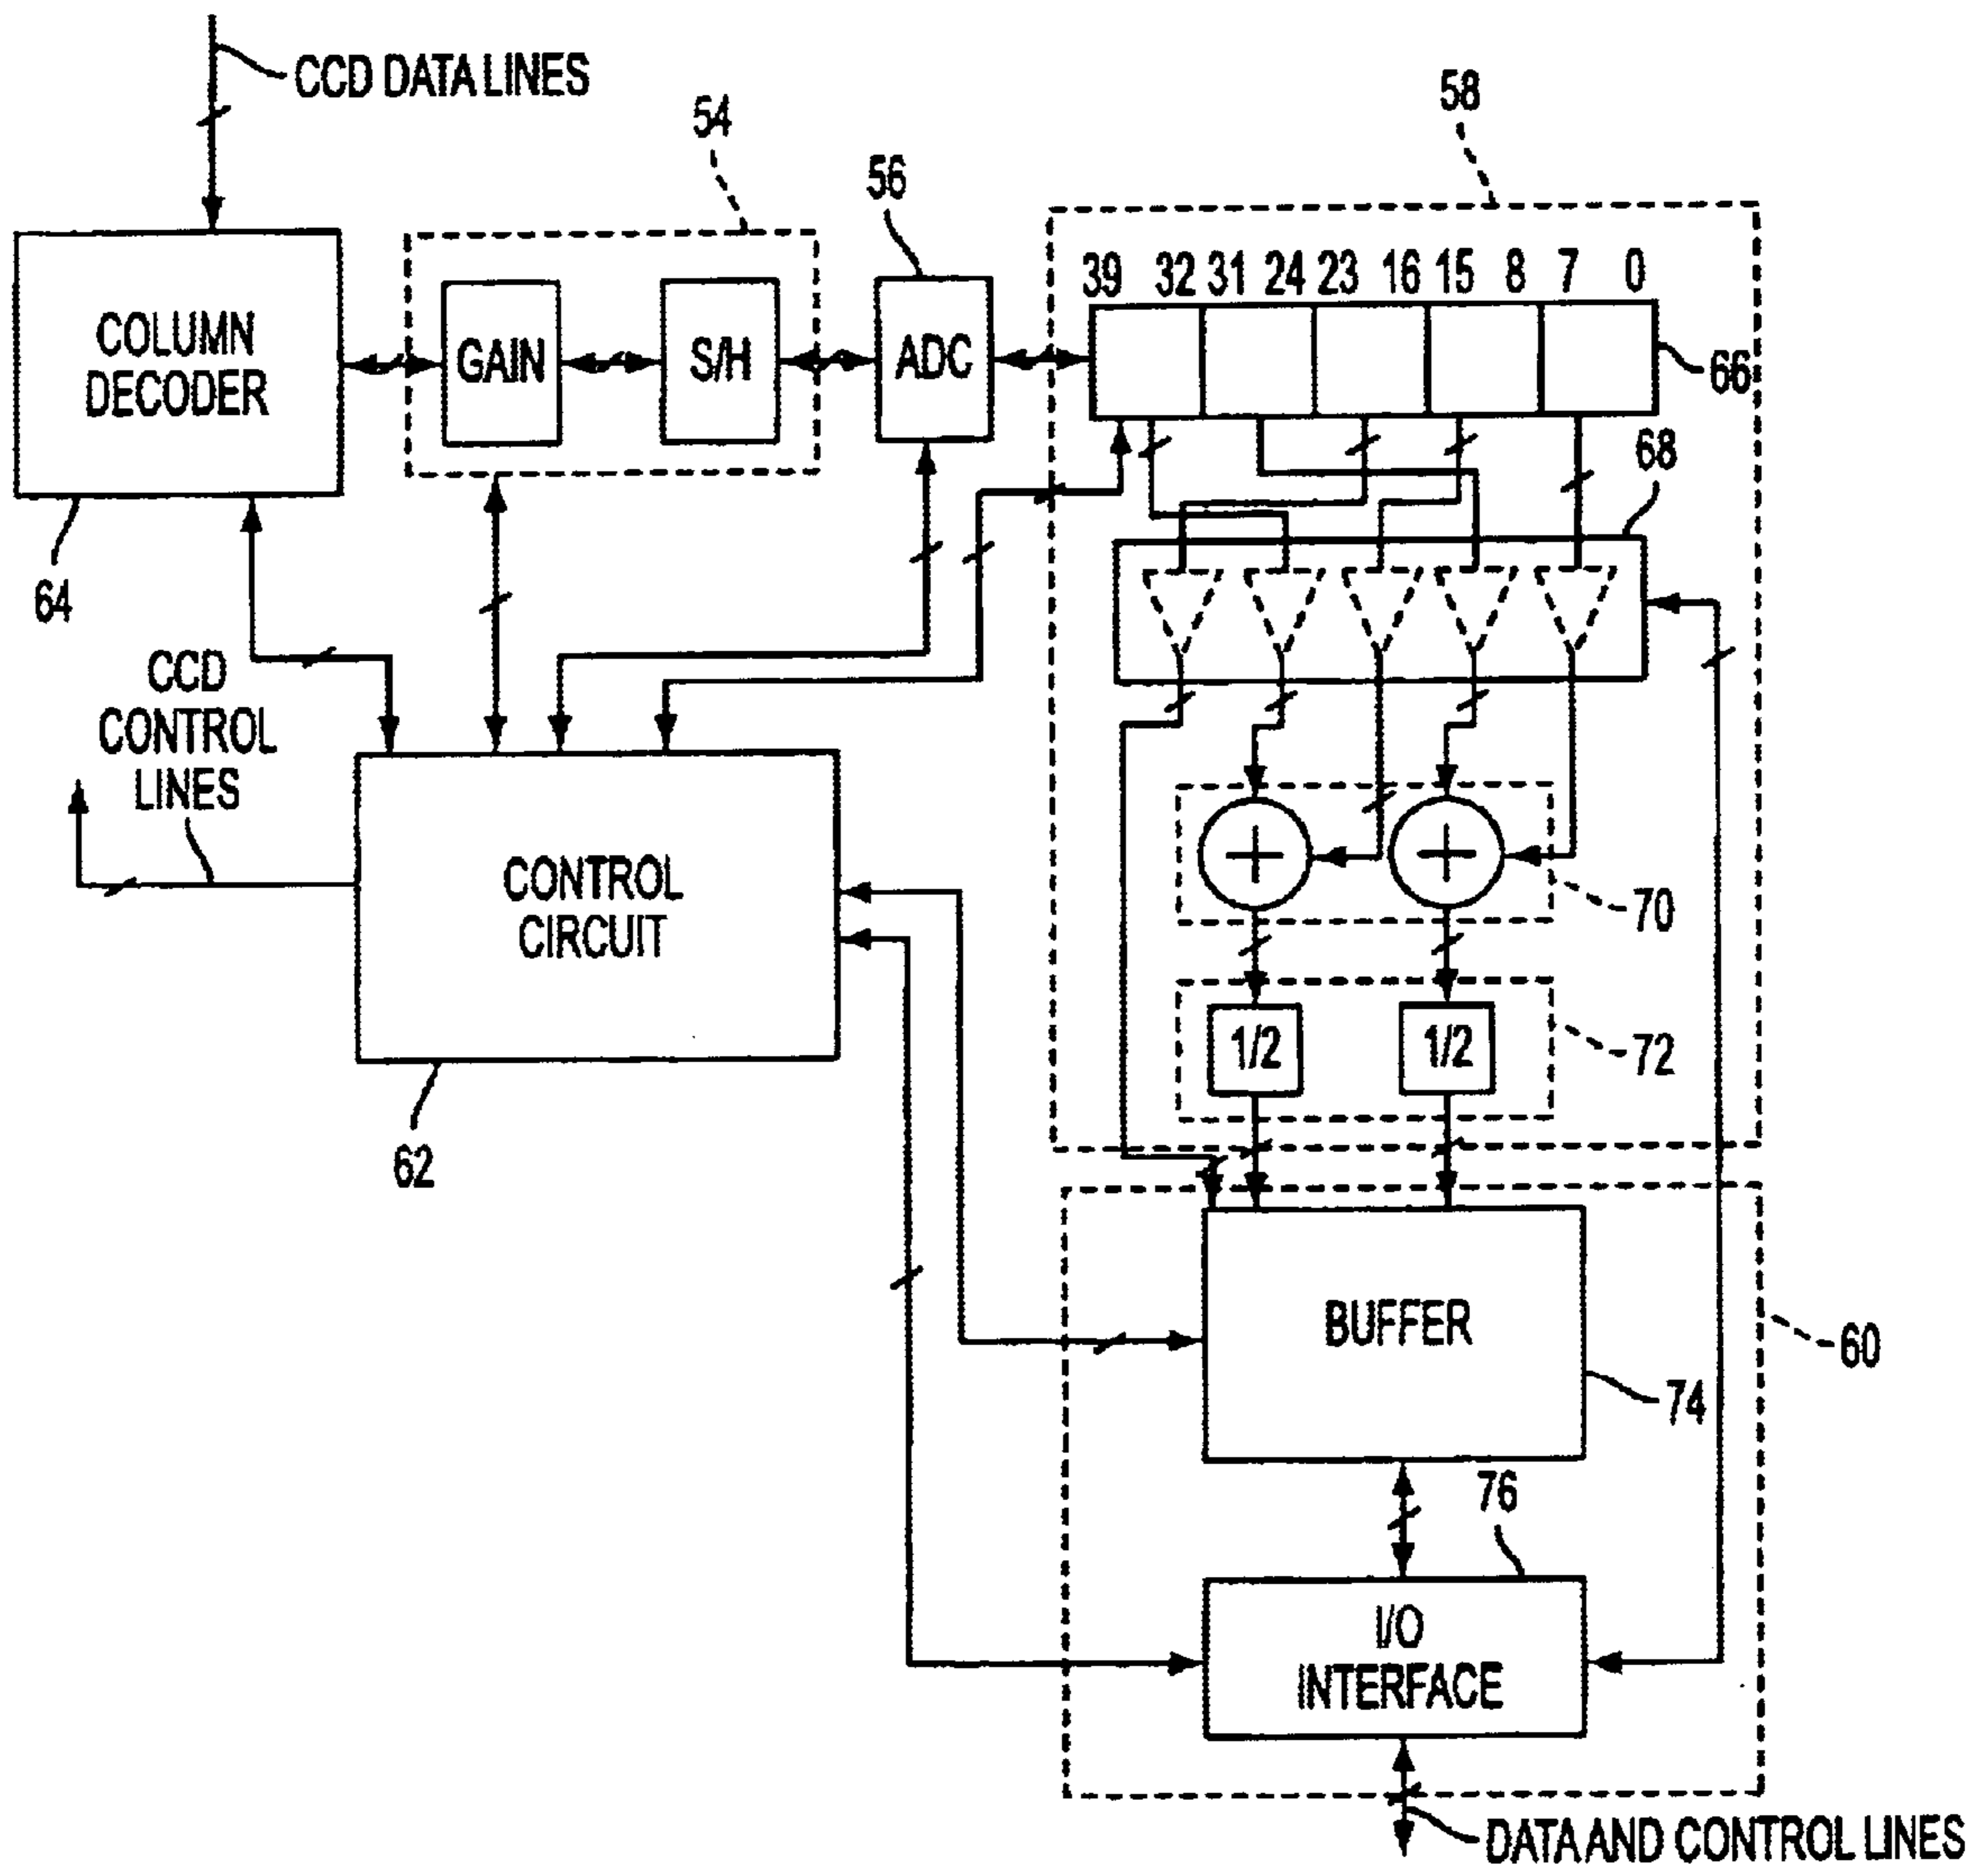 CCD DATA LINES
54
56
58
39 32 31 24 23 16 15 8 7 0
COLUMN
DECODER
GAIN
S/H
ADC
66
68
64
CCD
CONTROL
LINES
CONTROL
CIRCUIT
+
+
70
1/2
1/2
72
62
BUFFER
60
74
76
I/O
INTERFACE
DATA AND CONTROL LINES